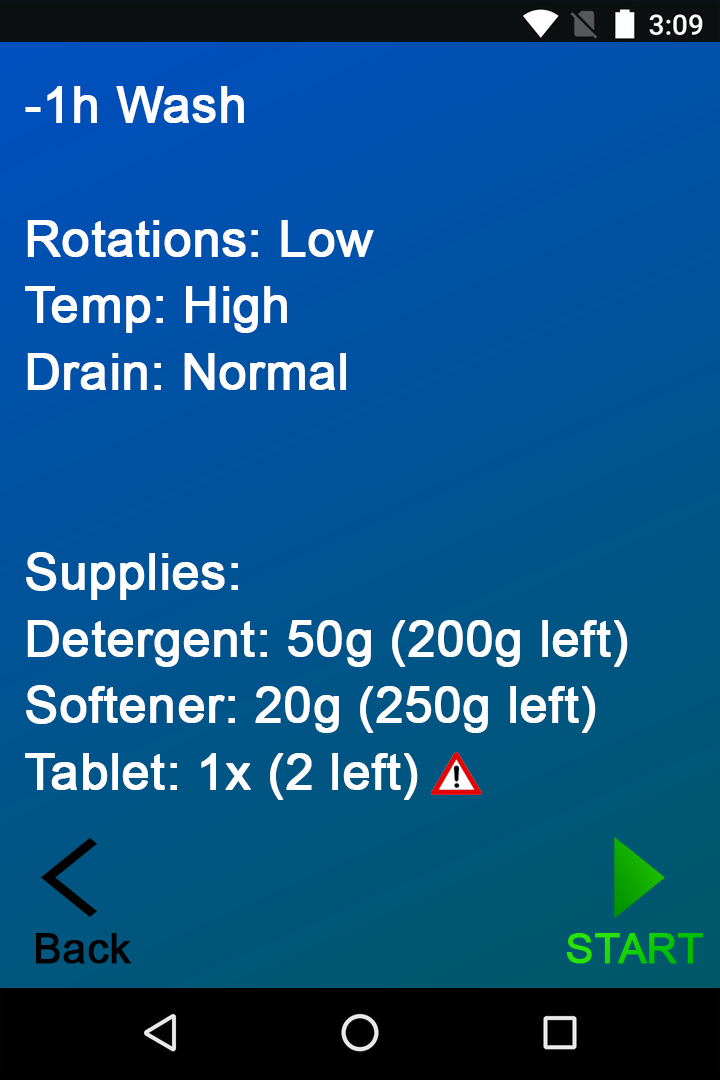 3:09
-1h Wash
Rotations: Low
Temp: High
Drain: Normal
Supplies:
Detergent: 50g (200g left)
Softener: 20g (250g left)
Tablet: 1x (2 left)
Back
START